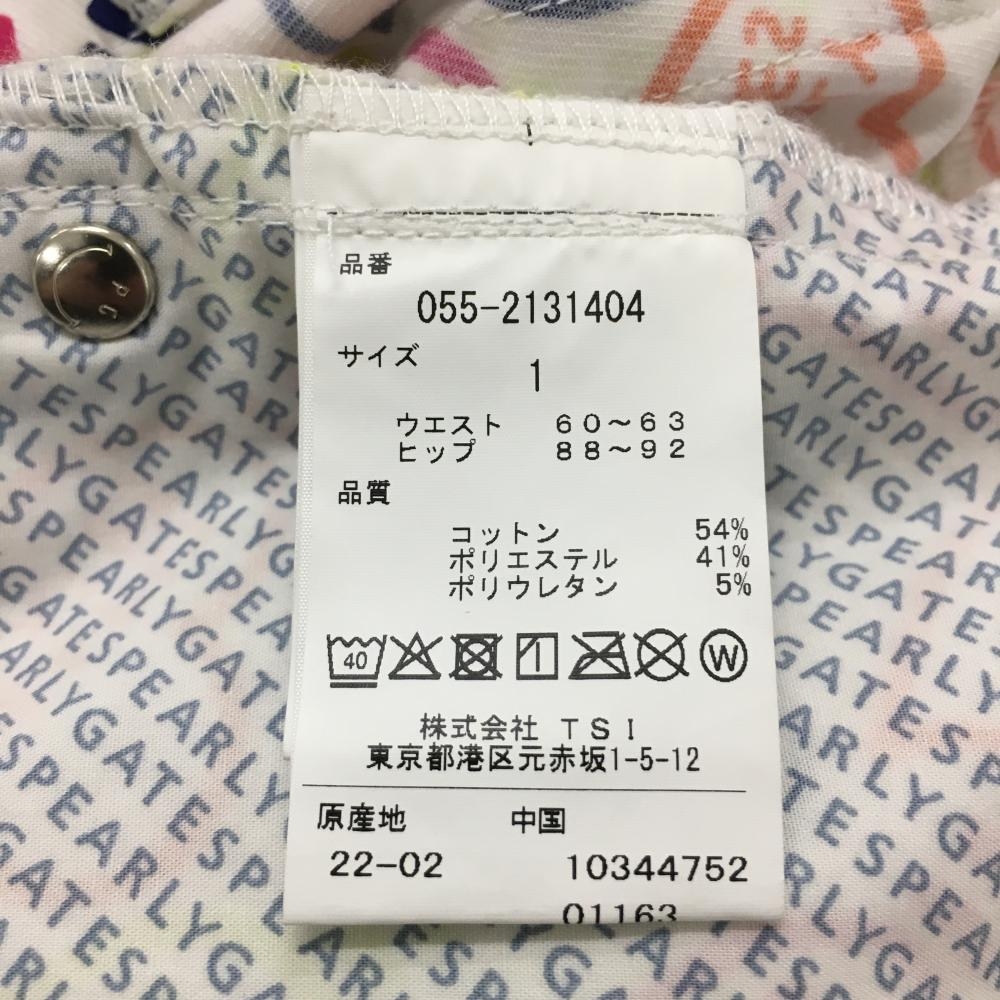 品番
055-2131404
サイズ
1
ウエスト 60～63
ヒップ 88～92
品質
コットン 54%
ポリエステル 41%
ポリウレタン 5%
40
W
株式会社 TSI
東京都港区元赤坂1-5-12
原産地 中国
22-02 10344752
01163
PEARLYGATES